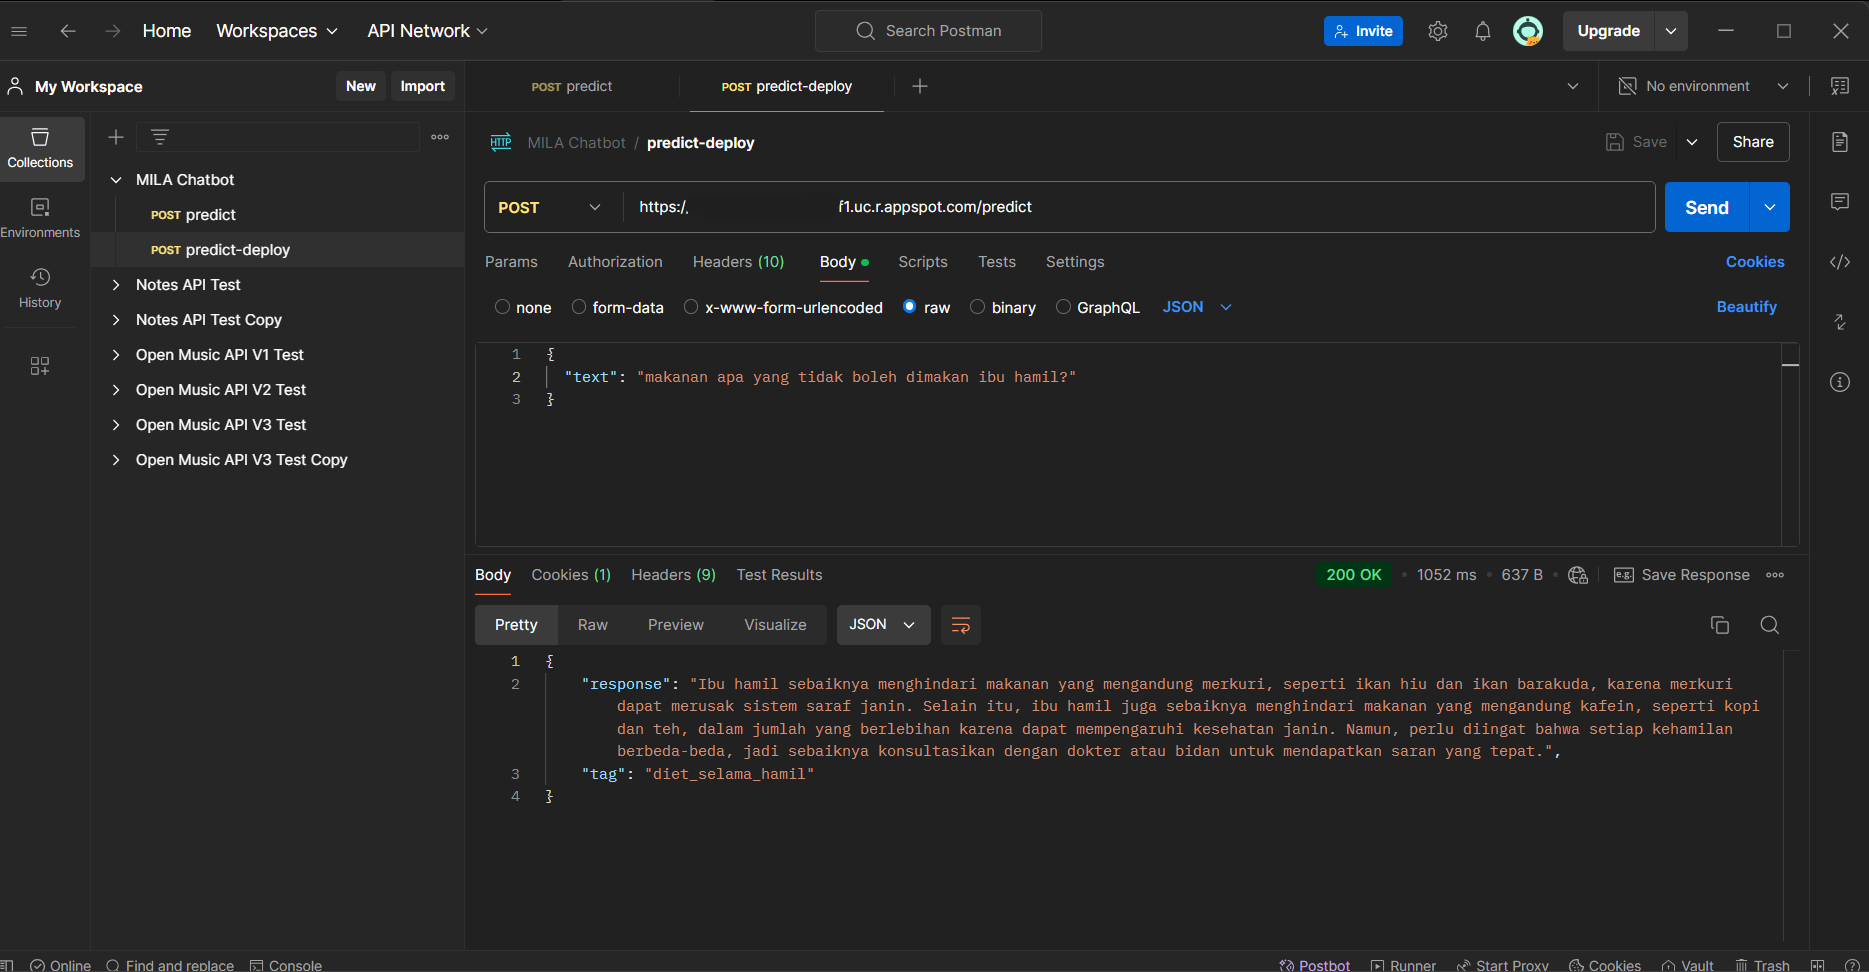 Home Workspaces API Network Search Postman Invite Upgrade
My Workspace New Import POST predict POST predict-deploy No environment
Collections
Environments
History
MILA Chatbot
POST predict
POST predict-deploy
Notes API Test
Notes API Test Copy
Open Music API V1 Test
Open Music API V2 Test
Open Music API V3 Test
Open Music API V3 Test Copy
HTTP MILA Chatbot / predict-deploy Save Share
POST https:/ f1.uc.r.appspot.com/predict Send
Params Authorization Headers (10) Body Scripts Tests Settings Cookies
none form-data x-www-form-urlencoded raw binary GraphQL JSON Beautify
1 {
2 "text": "makanan apa yang tidak boleh dimakan ibu hamil?"
3 }
Body Cookies (1) Headers (9) Test Results 200 OK 1052 ms 637 B e.g. Save Response
Pretty Raw Preview Visualize JSON
1 {
2 "response": "Ibu hamil sebaiknya menghindari makanan yang mengandung merkuri, seperti ikan hiu dan ikan barakuda, karena merkuri
dapat merusak sistem saraf janin. Selain itu, ibu hamil juga sebaiknya menghindari makanan yang mengandung kafein, seperti kopi
dan teh, dalam jumlah yang berlebihan karena dapat mempengaruhi kesehatan janin. Namun, perlu diingat bahwa setiap kehamilan
berbeda-beda, jadi sebaiknya konsultasikan dengan dokter atau bidan untuk mendapatkan saran yang tepat.",
3 "tag": "diet_selama_hamil"
4 }
Online Find and replace Console Postbot Runner Start Proxy Cookies Vault Trash